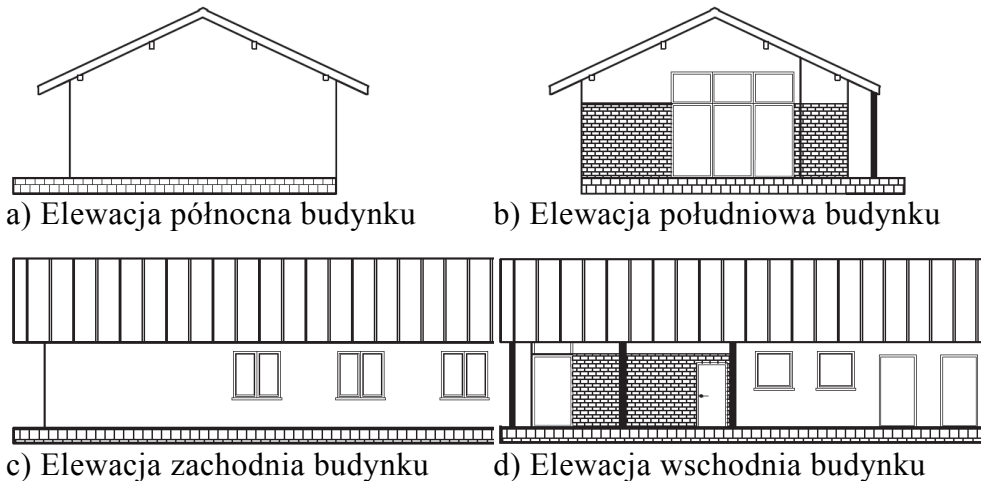 a) Elewacja północna budynku
b) Elewacja południowa budynku
c) Elewacja zachodnia budynku
d) Elewacja wschodnia budynku